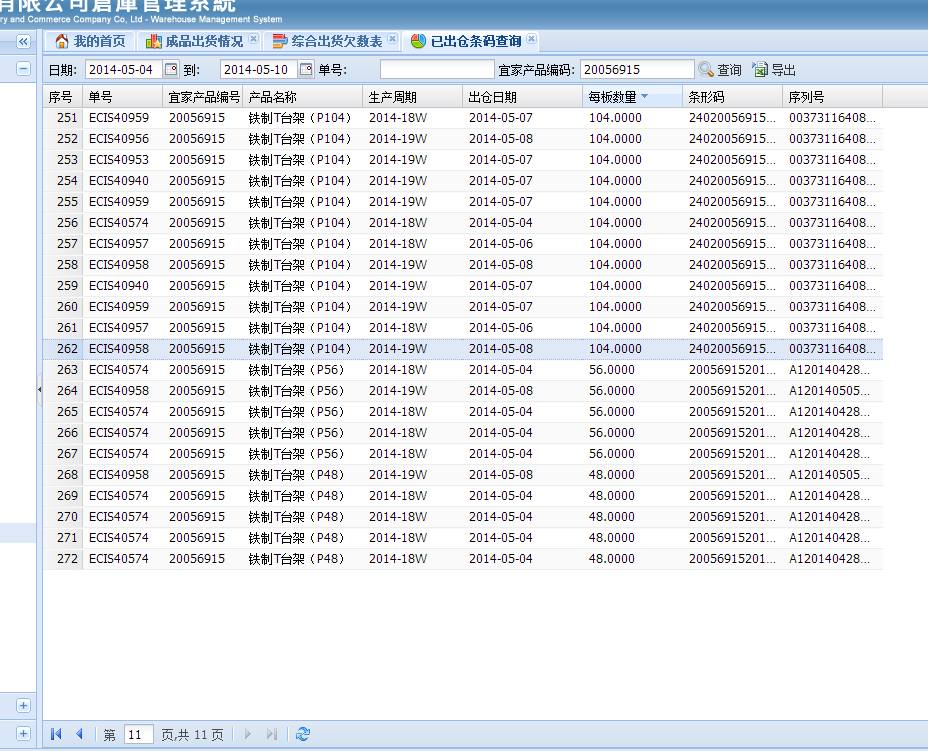 有限公司倉庫管理系統
ry and Commerce Company Co, Ltd - Warehouse Management System
我的首页 成品出货情况 综合出货欠数表 已出仓条码查询
日期: 2014-05-04 到: 2014-05-10 单号: 宜家产品编码: 20056915 查询 导出
序号 单号 宜家产品编号 产品名称 生产周期 出仓日期 每板数量 条形码 序列号
251 ECIS40959 20056915 铁制T台架（P104） 2014-18W 2014-05-07 104.0000 24020056915... 00373116408...
252 ECIS40956 20056915 铁制T台架（P104） 2014-19W 2014-05-08 104.0000 24020056915... 00373116408...
253 ECIS40953 20056915 铁制T台架（P104） 2014-19W 2014-05-07 104.0000 24020056915... 00373116408...
254 ECIS40940 20056915 铁制T台架（P104） 2014-19W 2014-05-07 104.0000 24020056915... 00373116408...
255 ECIS40959 20056915 铁制T台架（P104） 2014-19W 2014-05-07 104.0000 24020056915... 00373116408...
256 ECIS40574 20056915 铁制T台架（P104） 2014-18W 2014-05-04 104.0000 24020056915... 00373116408...
257 ECIS40957 20056915 铁制T台架（P104） 2014-18W 2014-05-06 104.0000 24020056915... 00373116408...
258 ECIS40958 20056915 铁制T台架（P104） 2014-19W 2014-05-08 104.0000 24020056915... 00373116408...
259 ECIS40940 20056915 铁制T台架（P104） 2014-19W 2014-05-07 104.0000 24020056915... 00373116408...
260 ECIS40959 20056915 铁制T台架（P104） 2014-19W 2014-05-07 104.0000 24020056915... 00373116408...
261 ECIS40957 20056915 铁制T台架（P104） 2014-18W 2014-05-06 104.0000 24020056915... 00373116408...
262 ECIS40958 20056915 铁制T台架（P104） 2014-19W 2014-05-08 104.0000 24020056915... 00373116408...
263 ECIS40574 20056915 铁制T台架（P56） 2014-18W 2014-05-04 56.0000 20056915201... A120140428...
264 ECIS40958 20056915 铁制T台架（P56） 2014-19W 2014-05-08 56.0000 20056915201... A120140505...
265 ECIS40574 20056915 铁制T台架（P56） 2014-18W 2014-05-04 56.0000 20056915201... A120140428...
266 ECIS40574 20056915 铁制T台架（P56） 2014-18W 2014-05-04 56.0000 20056915201... A120140428...
267 ECIS40574 20056915 铁制T台架（P56） 2014-18W 2014-05-04 56.0000 20056915201... A120140428...
268 ECIS40958 20056915 铁制T台架（P48） 2014-19W 2014-05-08 48.0000 20056915201... A120140505...
269 ECIS40574 20056915 铁制T台架（P48） 2014-18W 2014-05-04 48.0000 20056915201... A120140428...
270 ECIS40574 20056915 铁制T台架（P48） 2014-18W 2014-05-04 48.0000 20056915201... A120140428...
271 ECIS40574 20056915 铁制T台架（P48） 2014-18W 2014-05-04 48.0000 20056915201... A120140428...
272 ECIS40574 20056915 铁制T台架（P48） 2014-18W 2014-05-04 48.0000 20056915201... A120140428...
第 11 页,共 11 页